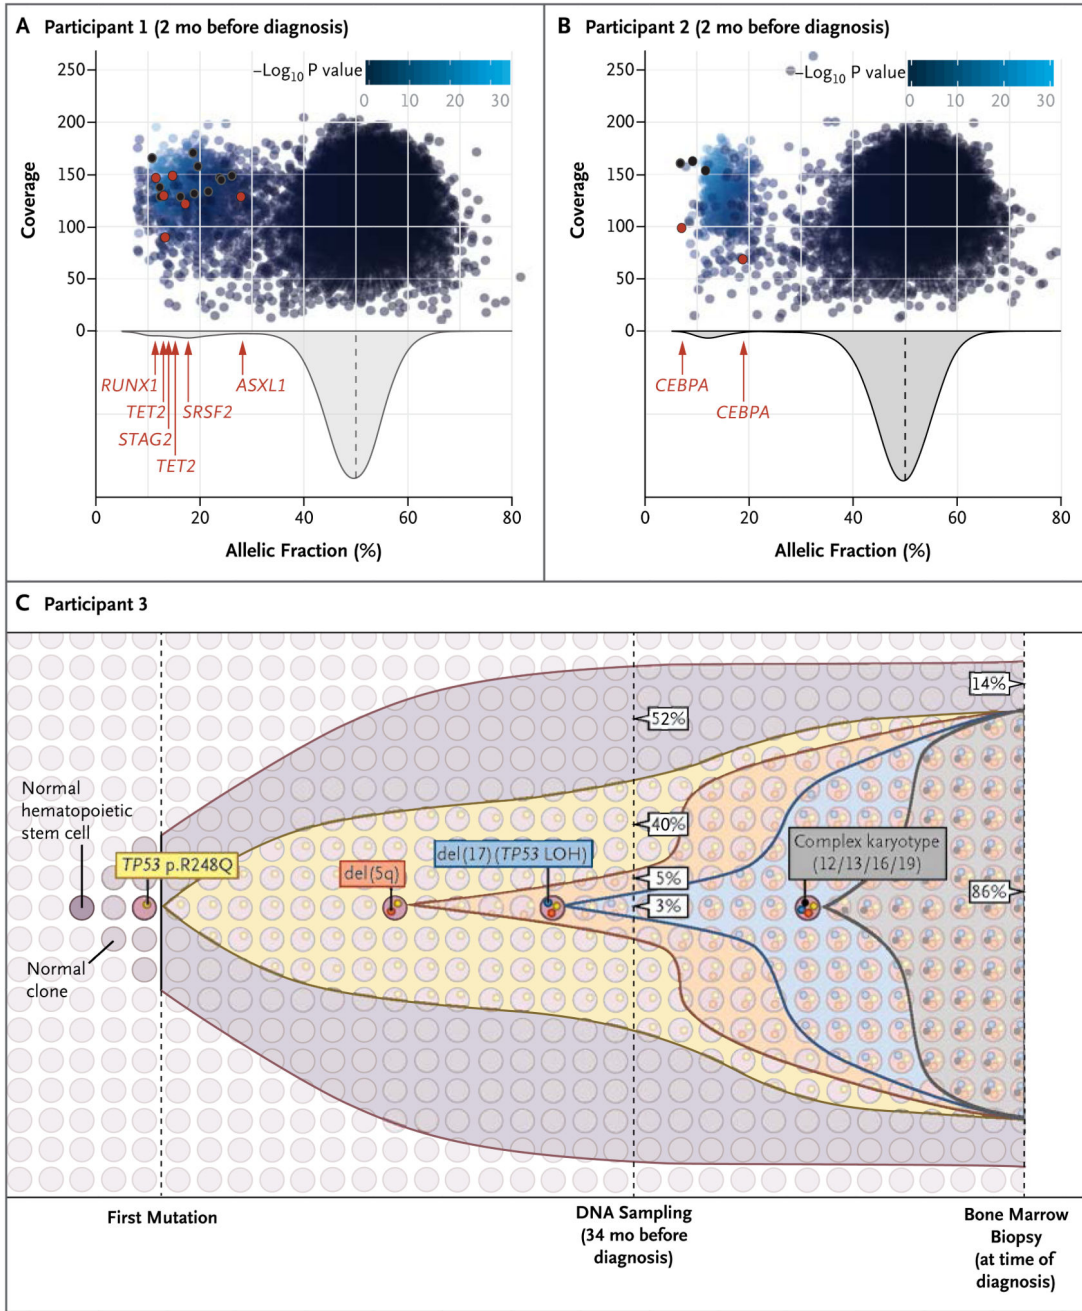 A Participant 1 (2 mo before diagnosis)
250
200
150
100
50
0
Coverage
–Log10 P value
0 10 20 30
RUNX1
TET2
STAG2
TET2
SRSF2
ASXL1
0 20 40 60 80
Allelic Fraction (%)
B Participant 2 (2 mo before diagnosis)
250
200
150
100
50
0
Coverage
–Log10 P value
0 10 20 30
CEBPA
CEBPA
0 20 40 60 80
Allelic Fraction (%)
C Participant 3
Normal
hematopoietic
stem cell
Normal
clone
TP53 p.R248Q
del(5q)
del(17)(TP53 LOH)
Complex karyotype
(12/13/16/19)
52%
40%
5%
3%
14%
86%
First Mutation
DNA Sampling
(34 mo before
diagnosis)
Bone Marrow
Biopsy
(at time of
diagnosis)